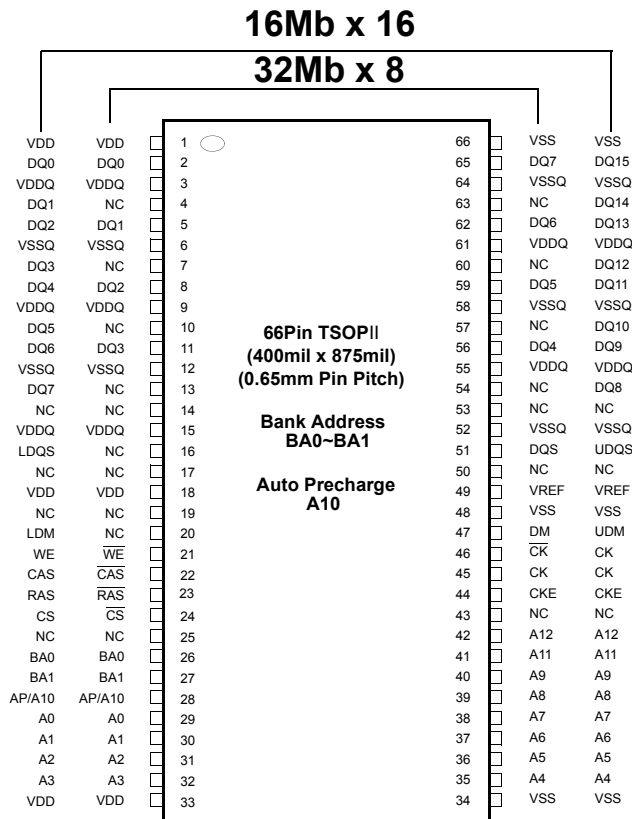 16Mb x 16
32Mb x 8
VDD VDD 1 66 VSS VSS
DQ0 DQ0 2 65 DQ7 DQ15
VDDQ VDDQ 3 64 VSSQ VSSQ
DQ1 NC 4 63 NC DQ14
DQ2 DQ1 5 62 DQ6 DQ13
VSSQ VSSQ 6 61 VDDQ VDDQ
DQ3 NC 7 60 NC DQ12
DQ4 DQ2 8 59 DQ5 DQ11
VDDQ VDDQ 9 58 VSSQ VSSQ
DQ5 NC 10 57 NC DQ10
DQ6 DQ3 11 56 DQ4 DQ9
VSSQ VSSQ 12 55 VDDQ VDDQ
DQ7 NC 13 54 NC DQ8
NC NC 14 53 NC NC
VDDQ VDDQ 15 52 VSSQ VSSQ
LDQS NC 16 51 DQS UDQS
NC NC 17 50 NC NC
VDD VDD 18 49 VREF VREF
NC NC 19 48 VSS VSS
LDM NC 20 47 DM UDM
WE W̅E̅ 21 46 C̅K̅ CK
CAS C̅A̅S̅ 22 45 CK CK
RAS R̅A̅S̅ 23 44 CKE CKE
CS C̅S̅ 24 43 NC NC
NC NC 25 42 A12 A12
BA0 BA0 26 41 A11 A11
BA1 BA1 27 40 A9 A9
AP/A10 AP/A10 28 39 A8 A8
A0 A0 29 38 A7 A7
A1 A1 30 37 A6 A6
A2 A2 31 36 A5 A5
A3 A3 32 35 A4 A4
VDD VDD 33 34 VSS VSS
66Pin TSOPII
(400mil x 875mil)
(0.65mm Pin Pitch)
Bank Address
BA0~BA1
Auto Precharge
A10